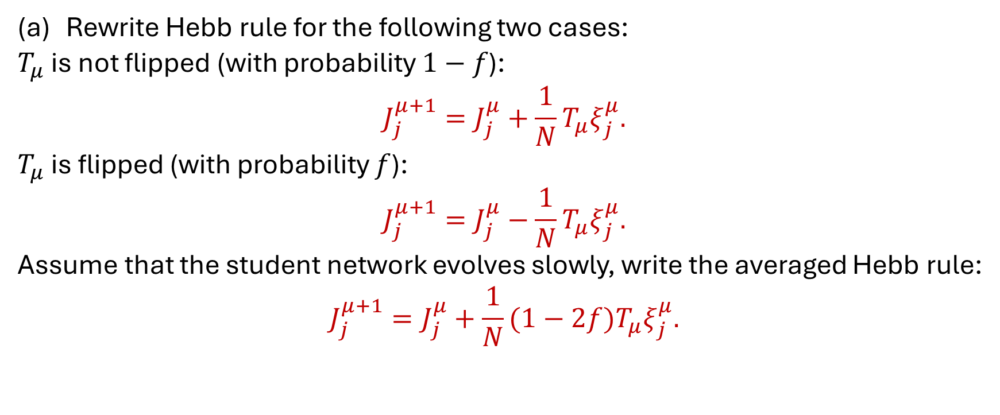 (a) Rewrite Hebb rule for the following two cases:
$T_\mu$ is not flipped (with probability $1 - f$):
$J_j^{\mu+1} = J_j^\mu + \frac{1}{N} T_\mu \xi_j^\mu.$
$T_\mu$ is flipped (with probability $f$):
$J_j^{\mu+1} = J_j^\mu - \frac{1}{N} T_\mu \xi_j^\mu.$
Assume that the student network evolves slowly, write the averaged Hebb rule:
$J_j^{\mu+1} = J_j^\mu + \frac{1}{N} (1 - 2f) T_\mu \xi_j^\mu.$